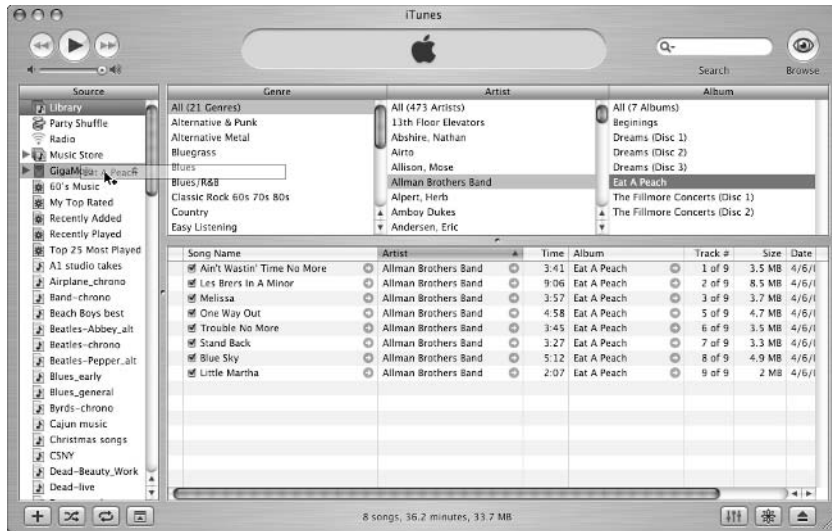 iTunes
Search
Browse
Source
Library
Party Shuffle
Radio
Music Store
GigaMo
Eat A Peach
60's Music
My Top Rated
Recently Added
Recently Played
Top 25 Most Played
A1 studio takes
Airplane_chrono
Band-chrono
Beach Boys best
Beatles-Abbey_alt
Beatles-chrono
Beatles-Pepper_alt
Blues_early
Blues_general
Byrds-chrono
Cajun music
Christmas songs
CSNY
Dead-Beauty_Work
Dead-live
Genre
All (21 Genres)
Alternative & Punk
Alternative Metal
Bluegrass
Blues
Blues/R&B
Classic Rock 60s 70s 80s
Country
Easy Listening
Artist
All (473 Artists)
13th Floor Elevators
Abshire, Nathan
Airto
Allison, Mose
Allman Brothers Band
Alpert, Herb
Amboy Dukes
Andersen, Eric
Album
All (7 Albums)
Beginings
Dreams (Disc 1)
Dreams (Disc 2)
Dreams (Disc 3)
Eat A Peach
The Fillmore Concerts (Disc 1)
The Fillmore Concerts (Disc 2)
Song Name Artist Time Album Track # Size Date
Ain't Wastin' Time No More Allman Brothers Band 3:41 Eat A Peach 1 of 9 3.5 MB 4/6/
Les Brers In A Minor Allman Brothers Band 9:06 Eat A Peach 2 of 9 8.5 MB 4/6/
Melissa Allman Brothers Band 3:57 Eat A Peach 3 of 9 3.7 MB 4/6/
One Way Out Allman Brothers Band 4:58 Eat A Peach 5 of 9 4.7 MB 4/6/
Trouble No More Allman Brothers Band 3:45 Eat A Peach 6 of 9 3.5 MB 4/6/
Stand Back Allman Brothers Band 3:27 Eat A Peach 7 of 9 3.3 MB 4/6/
Blue Sky Allman Brothers Band 5:12 Eat A Peach 8 of 9 4.9 MB 4/6/
Little Martha Allman Brothers Band 2:07 Eat A Peach 9 of 9 2 MB 4/6/
8 songs, 36.2 minutes, 33.7 MB